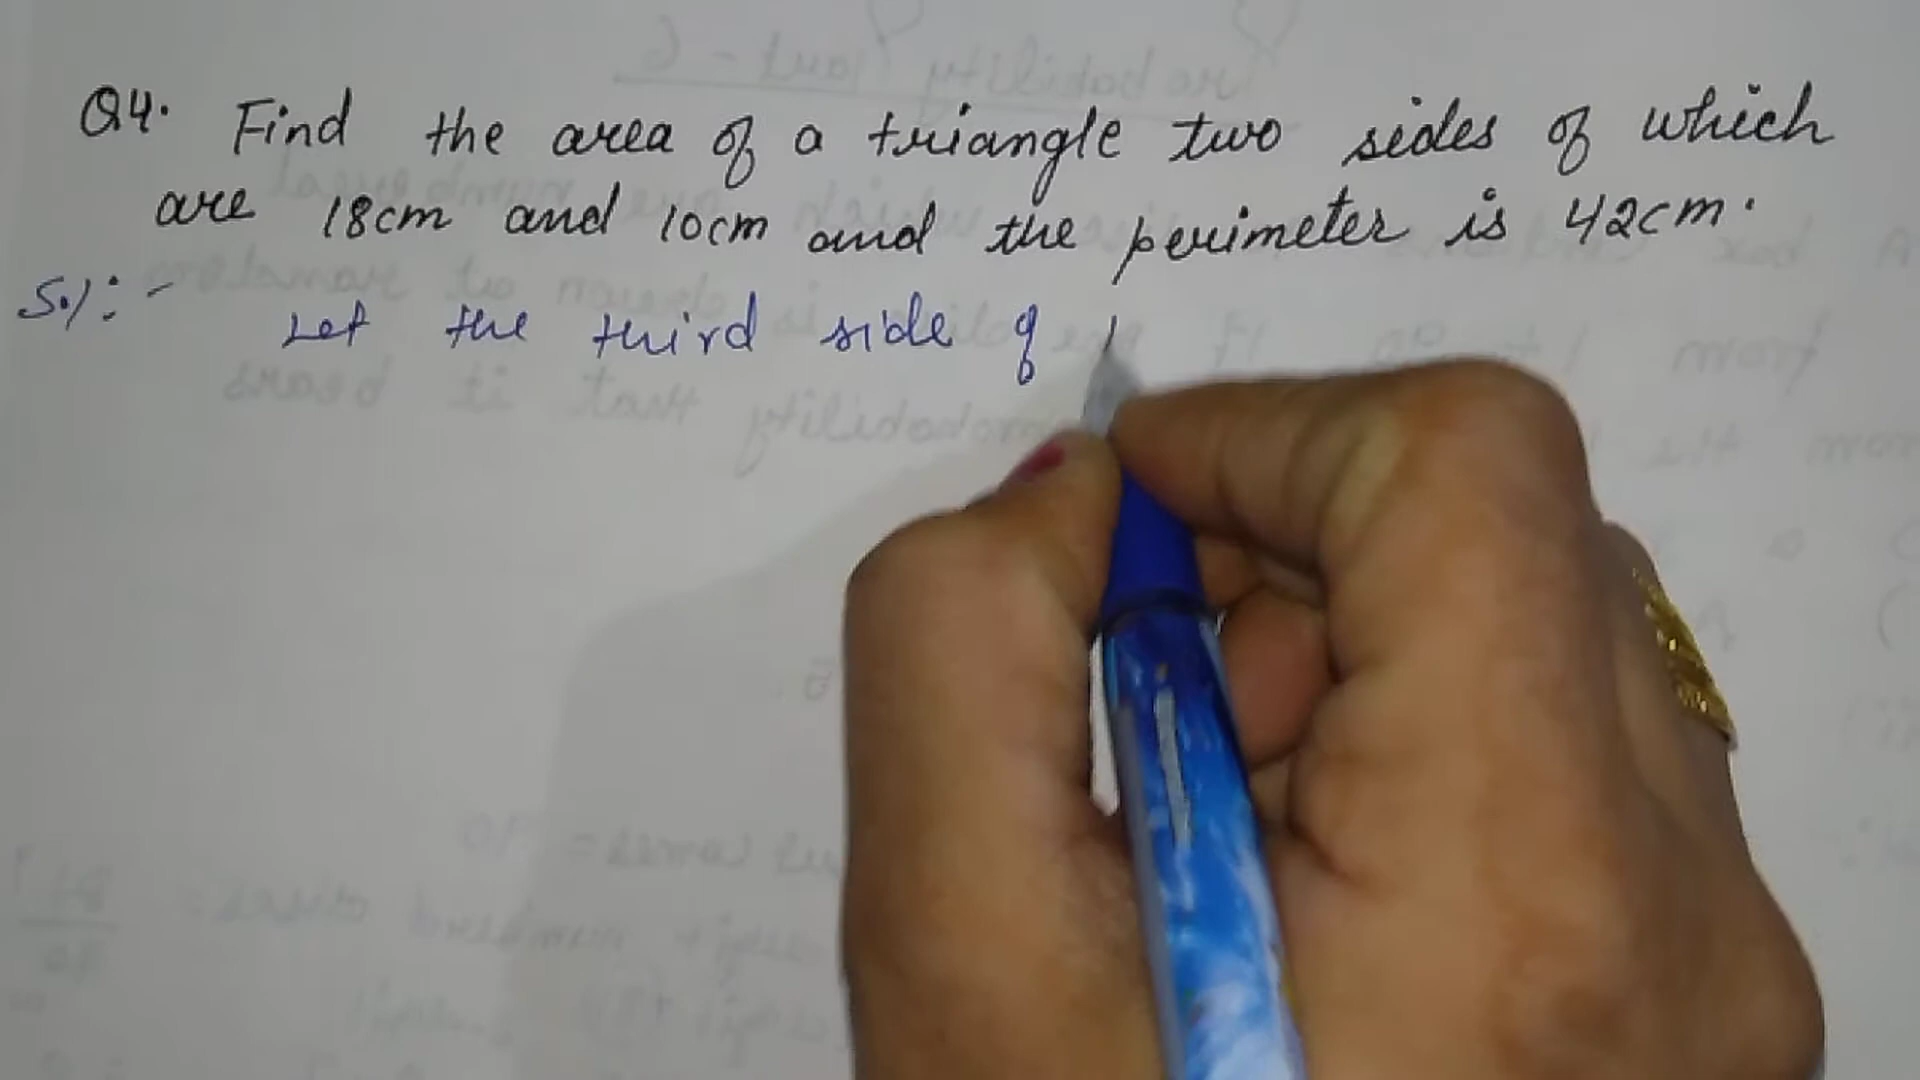 Q4. Find the area of a triangle two sides of which
are 18cm and 10cm and the perimeter is 42cm.
Sol:-
Let the third side of